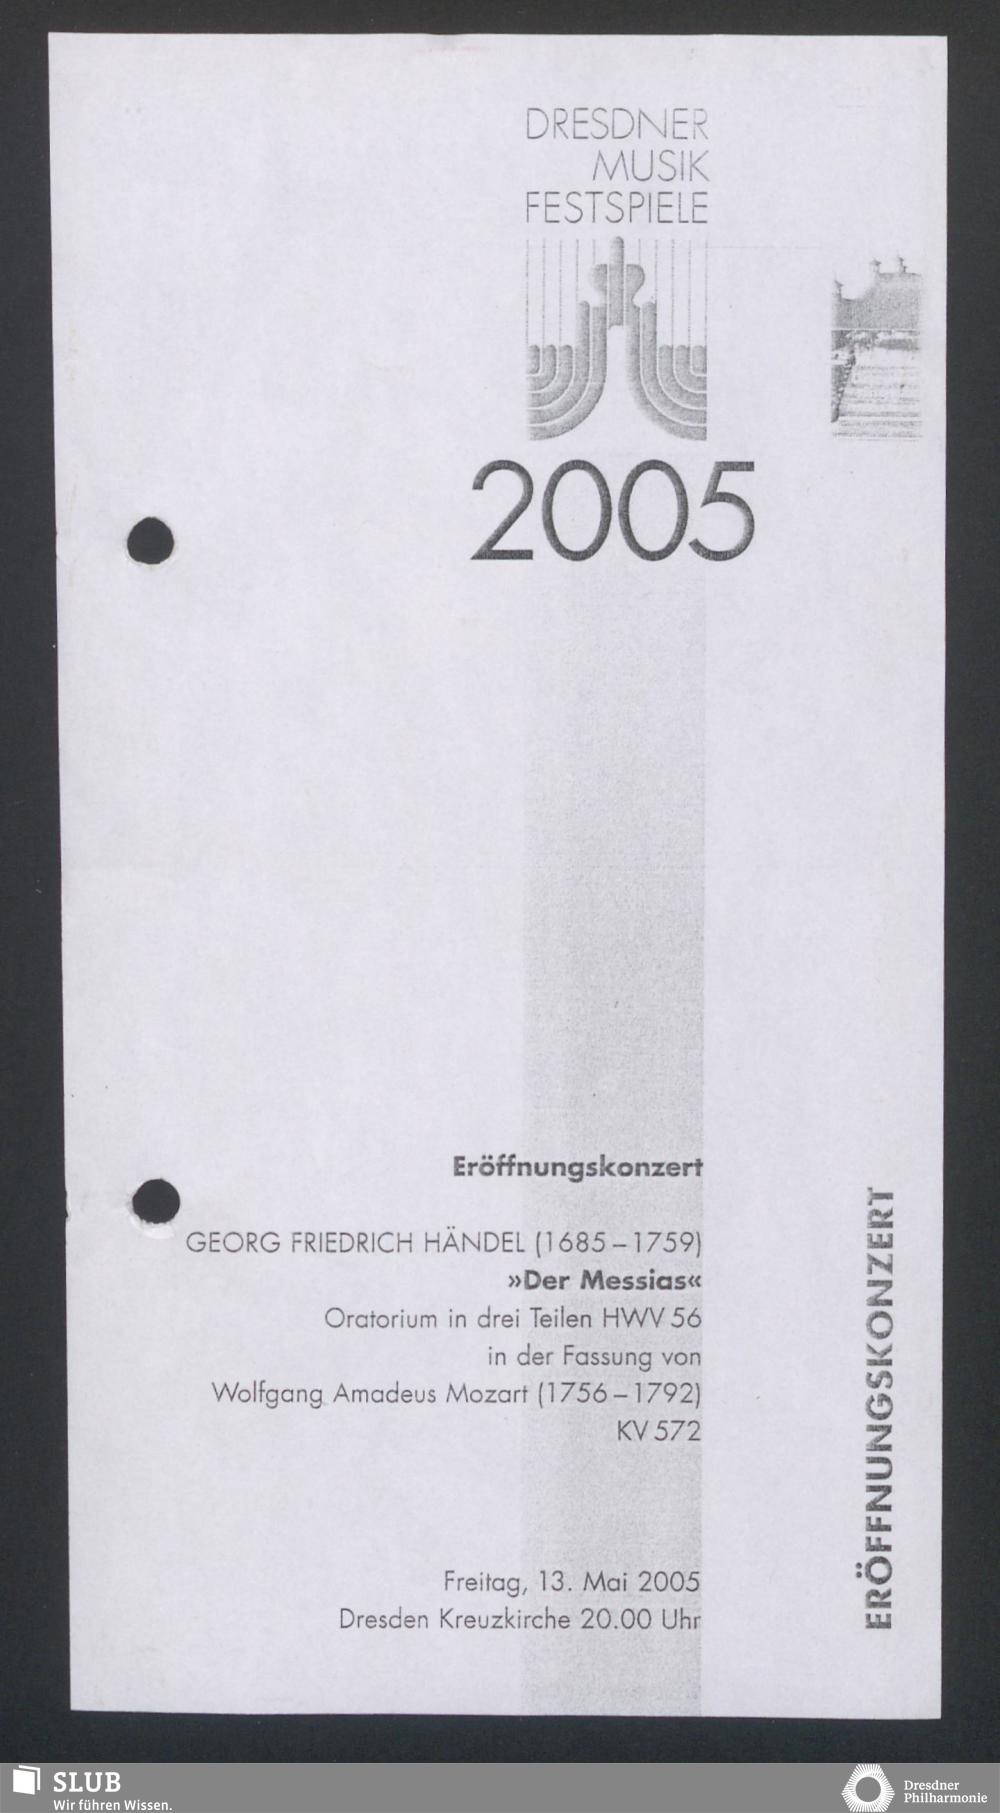 DRESDNER
MUSIK
FESTSPIELE
2005
Eröffnungskonzert
GEORG FRIEDRICH HÄNDEL (1685–1759)
»Der Messias«
Oratorium in drei Teilen HWV 56
in der Fassung von
Wolfgang Amadeus Mozart (1756–1792)
KV 572
Freitag, 13. Mai 2005
Dresden Kreuzkirche 20.00 Uhr
ERÖFFNUNGSKONZERT
SLUB
Wir führen Wissen.
Dresdner
Philharmonie